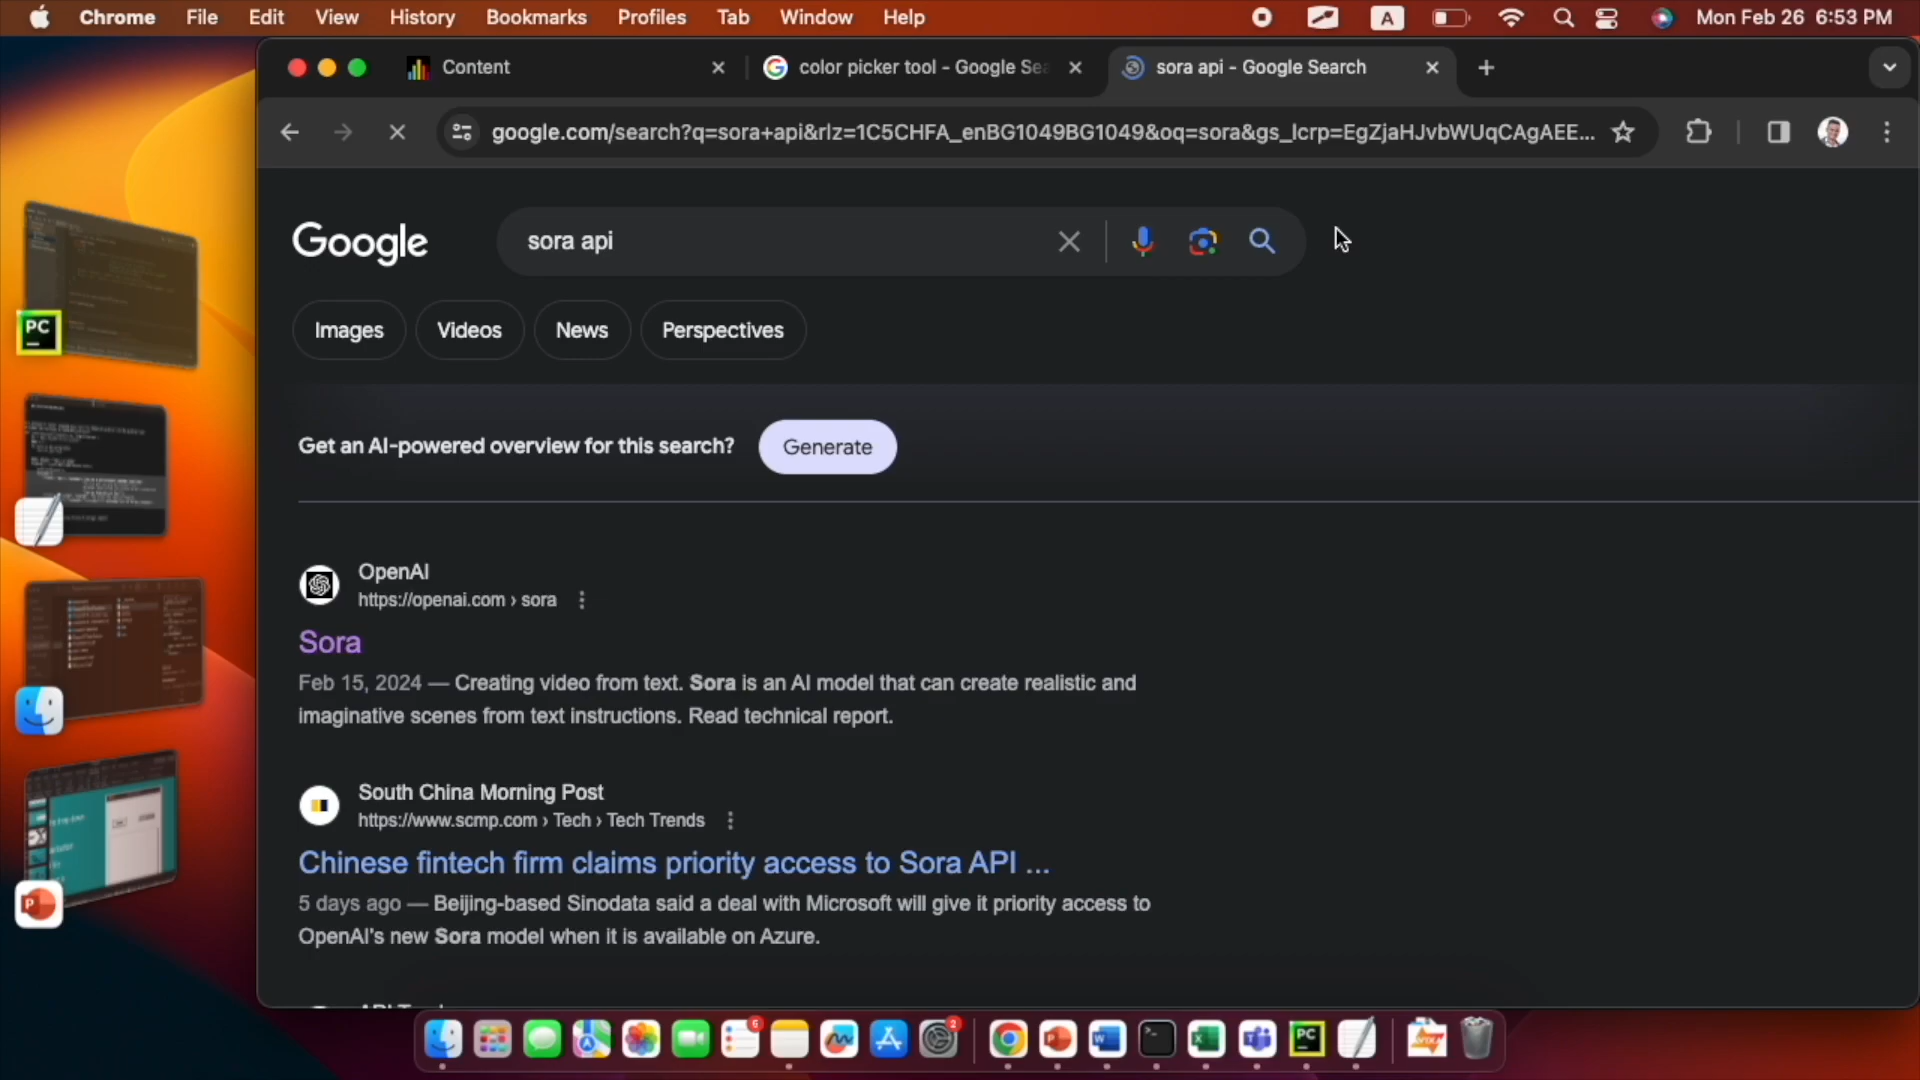 Chrome File Edit View History Bookmarks Profiles Tab Window Help A Mon Feb 26 6:53 PM
Content color picker tool - Google Sea sora api - Google Search
google.com/search?q=sora+api&rlz=1C5CHFA_enBG1049BG1049&oq=sora&gs_lcrp=EgZjaHJvbWUqCAgAEE...
Google sora api
Images Videos News Perspectives
PC
Get an AI-powered overview for this search? Generate
OpenAI
https://openai.com › sora
Sora
Feb 15, 2024 — Creating video from text. Sora is an AI model that can create realistic and
imaginative scenes from text instructions. Read technical report.
South China Morning Post
https://www.scmp.com › Tech › Tech Trends
Chinese fintech firm claims priority access to Sora API ...
5 days ago — Beijing-based Sinodata said a deal with Microsoft will give it priority access to
OpenAI's new Sora model when it is available on Azure.
P
6 2 P W X PC